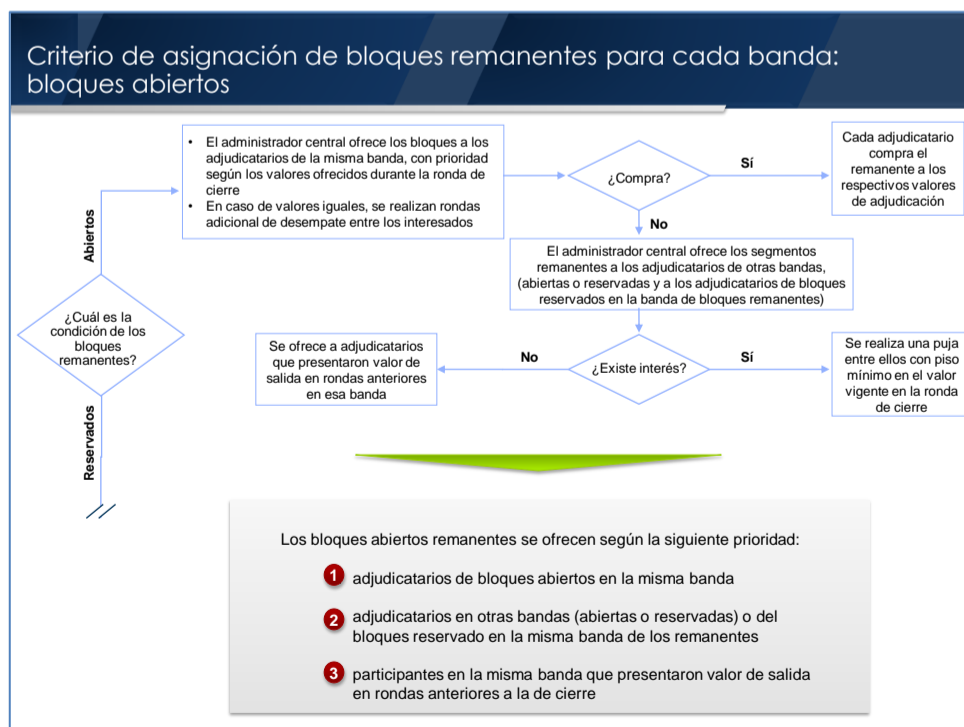 Criterio de asignación de bloques remanentes para cada banda:
bloques abiertos
• El administrador central ofrece los bloques a los
adjudicatarios de la misma banda, con prioridad
según los valores ofrecidos durante la ronda de
cierre
• En caso de valores iguales, se realizan rondas
adicional de desempate entre los interesados
¿Compra?
Sí
Cada adjudicatario
compra el
remanente a los
respectivos valores
de adjudicación
Abiertos
No
El administrador central ofrece los segmentos
remanentes a los adjudicatarios de otras bandas,
(abiertas o reservadas y a los adjudicatarios de bloques
reservados en la banda de bloques remanentes)
¿Cuál es la
condición de los
bloques
remanentes?
Se ofrece a adjudicatarios
que presentaron valor de
salida en rondas anteriores
en esa banda
No
¿Existe interés?
Sí
Se realiza una puja
entre ellos con piso
mínimo en el valor
vigente en la ronda
de cierre
Reservados
Los bloques abiertos remanentes se ofrecen según la siguiente prioridad:
1 adjudicatarios de bloques abiertos en la misma banda
2 adjudicatarios en otras bandas (abiertas o reservadas) o del
bloques reservado en la misma banda de los remanentes
3 participantes en la misma banda que presentaron valor de salida
en rondas anteriores a la de cierre